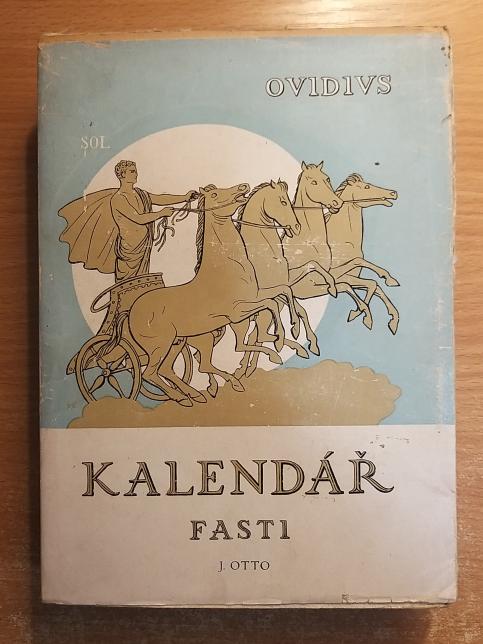 OVIDIVS
SOL
KALENDÁŘ
FASTI
J. OTTO